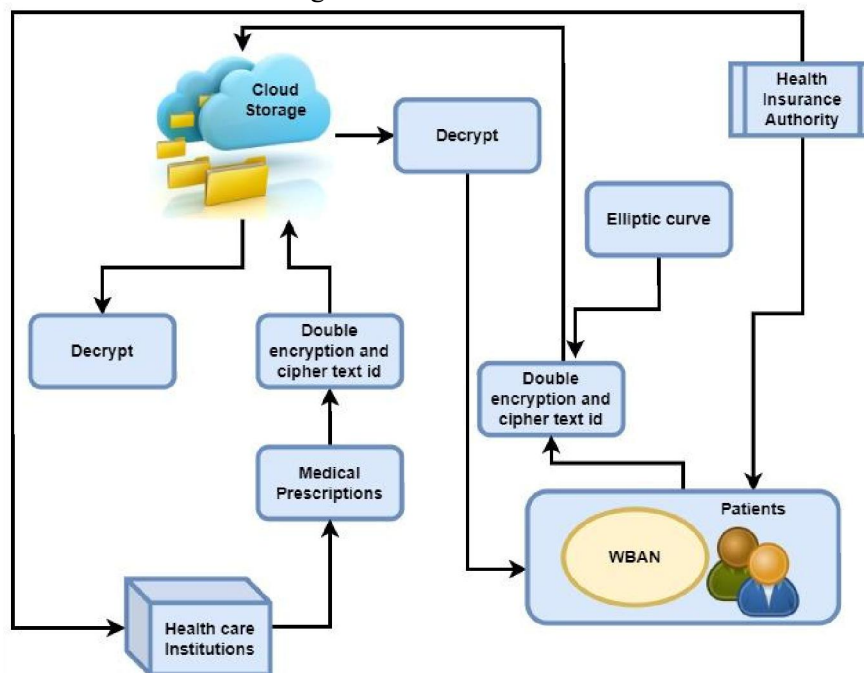 Cloud
Storage
Decrypt
Health
Insurance
Authority
Elliptic curve
Decrypt
Double
encryption and
cipher text id
Double
encryption and
cipher text id
Medical
Prescriptions
Patients
WBAN
Health care
Institutions